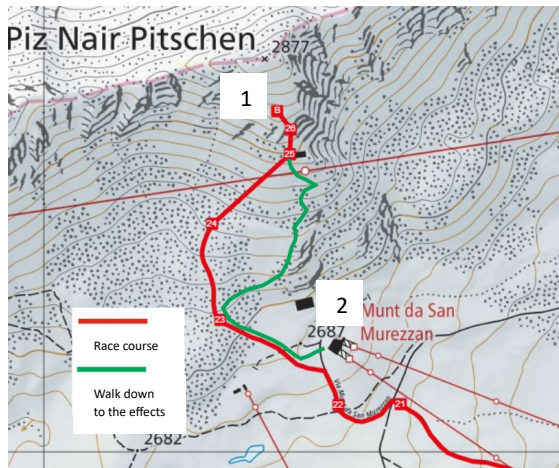 Piz Nair Pitschen
2877
1
B
26
25
24
2
Munt da San
Murezzan
2687
23
Race course
Walk down
to the effects
22
21
2682